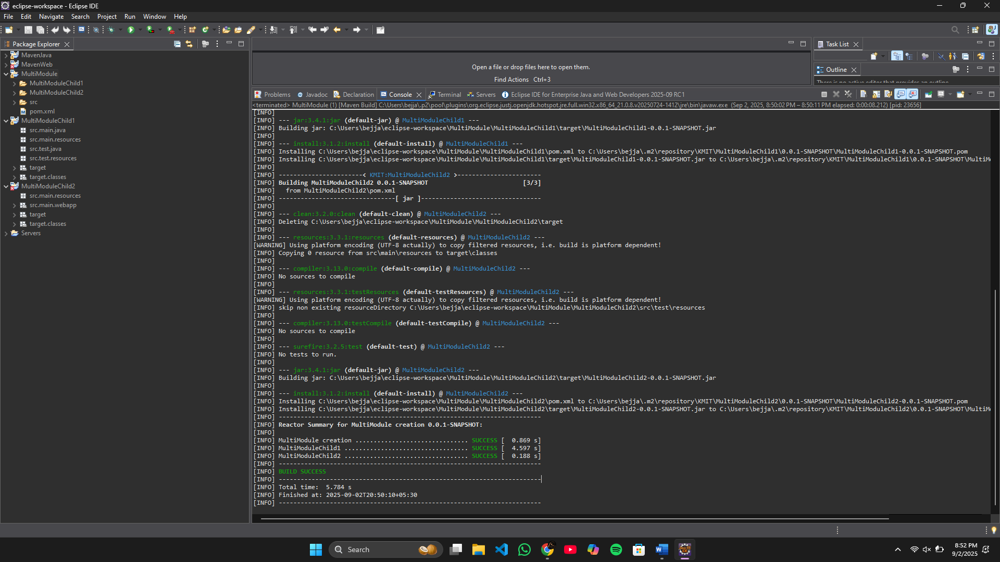 eclipse-workspace - Eclipse IDE
File Edit Navigate Search Project Run Window Help
Package Explorer
MavenJava
MavenWeb
MultiModule
MultiModuleChild1
MultiModuleChild2
src
pom.xml
MultiModuleChild1
src.main.java
src.main.resources
src.test.java
src.test.resources
target
target.classes
MultiModuleChild2
src.main.resources
src.main.webapp
target
target.classes
Servers
Open a file or drop files here to open them.
Find Actions Ctrl+3
Task List
Outline
There is no active editor that provides an outline
Problems Javadoc Declaration Console Terminal Servers Eclipse IDE for Enterprise Java and Web Developers 2025-09 RC1
<terminated> MultiModule (1) [Maven Build] C:\Users\bejja\.p2\pool\plugins\org.eclipse.justj.openjdk.hotspot.jre.full.win32.x86_64_21.0.8.v20250724-1412\jre\bin\javaw.exe (Sep 2, 2025, 8:50:02 PM – 8:50:11 PM elapsed: 0:00:08.212) [pid: 23656]
[INFO]
[INFO] --- jar:3.4.1:jar (default-jar) @ MultiModuleChild1 ---
[INFO] Building jar: C:\Users\bejja\eclipse-workspace\MultiModule\MultiModuleChild1\target\MultiModuleChild1-0.0.1-SNAPSHOT.jar
[INFO]
[INFO] --- install:3.1.2:install (default-install) @ MultiModuleChild1 ---
[INFO] Installing C:\Users\bejja\eclipse-workspace\MultiModule\MultiModuleChild1\pom.xml to C:\Users\bejja\.m2\repository\KMIT\MultiModuleChild1\0.0.1-SNAPSHOT\MultiModuleChild1-0.0.1-SNAPSHOT.pom
[INFO] Installing C:\Users\bejja\eclipse-workspace\MultiModule\MultiModuleChild1\target\MultiModuleChild1-0.0.1-SNAPSHOT.jar to C:\Users\bejja\.m2\repository\KMIT\MultiModuleChild1\0.0.1-SNAPSHOT\MultiM
[INFO]
[INFO] -----------------------< KMIT:MultiModuleChild2 >-----------------------
[INFO] Building MultiModuleChild2 0.0.1-SNAPSHOT [3/3]
[INFO] from MultiModuleChild2\pom.xml
[INFO] --------------------------------[ jar ]---------------------------------
[INFO]
[INFO] --- clean:3.2.0:clean (default-clean) @ MultiModuleChild2 ---
[INFO] Deleting C:\Users\bejja\eclipse-workspace\MultiModule\MultiModuleChild2\target
[INFO]
[INFO] --- resources:3.3.1:resources (default-resources) @ MultiModuleChild2 ---
[WARNING] Using platform encoding (UTF-8 actually) to copy filtered resources, i.e. build is platform dependent!
[INFO] Copying 0 resource from src\main\resources to target\classes
[INFO]
[INFO] --- compiler:3.13.0:compile (default-compile) @ MultiModuleChild2 ---
[INFO] No sources to compile
[INFO]
[INFO] --- resources:3.3.1:testResources (default-testResources) @ MultiModuleChild2 ---
[WARNING] Using platform encoding (UTF-8 actually) to copy filtered resources, i.e. build is platform dependent!
[INFO] skip non existing resourceDirectory C:\Users\bejja\eclipse-workspace\MultiModule\MultiModuleChild2\src\test\resources
[INFO]
[INFO] --- compiler:3.13.0:testCompile (default-testCompile) @ MultiModuleChild2 ---
[INFO] No sources to compile
[INFO]
[INFO] --- surefire:3.2.5:test (default-test) @ MultiModuleChild2 ---
[INFO] No tests to run.
[INFO]
[INFO] --- jar:3.4.1:jar (default-jar) @ MultiModuleChild2 ---
[INFO] Building jar: C:\Users\bejja\eclipse-workspace\MultiModule\MultiModuleChild2\target\MultiModuleChild2-0.0.1-SNAPSHOT.jar
[INFO]
[INFO] --- install:3.1.2:install (default-install) @ MultiModuleChild2 ---
[INFO] Installing C:\Users\bejja\eclipse-workspace\MultiModule\MultiModuleChild2\pom.xml to C:\Users\bejja\.m2\repository\KMIT\MultiModuleChild2\0.0.1-SNAPSHOT\MultiModuleChild2-0.0.1-SNAPSHOT.pom
[INFO] Installing C:\Users\bejja\eclipse-workspace\MultiModule\MultiModuleChild2\target\MultiModuleChild2-0.0.1-SNAPSHOT.jar to C:\Users\bejja\.m2\repository\KMIT\MultiModuleChild2\0.0.1-SNAPSHOT\MultiM
[INFO] ------------------------------------------------------------------------
[INFO] Reactor Summary for MultiModule creation 0.0.1-SNAPSHOT:
[INFO]
[INFO] MultiModule creation ............................... SUCCESS [ 0.869 s]
[INFO] MultiModuleChild1 .................................. SUCCESS [ 4.597 s]
[INFO] MultiModuleChild2 .................................. SUCCESS [ 0.188 s]
[INFO] ------------------------------------------------------------------------
[INFO] BUILD SUCCESS
[INFO] ------------------------------------------------------------------------
[INFO] Total time: 5.784 s
[INFO] Finished at: 2025-09-02T20:50:10+05:30
[INFO] ------------------------------------------------------------------------
Search
8:52 PM
9/2/2025